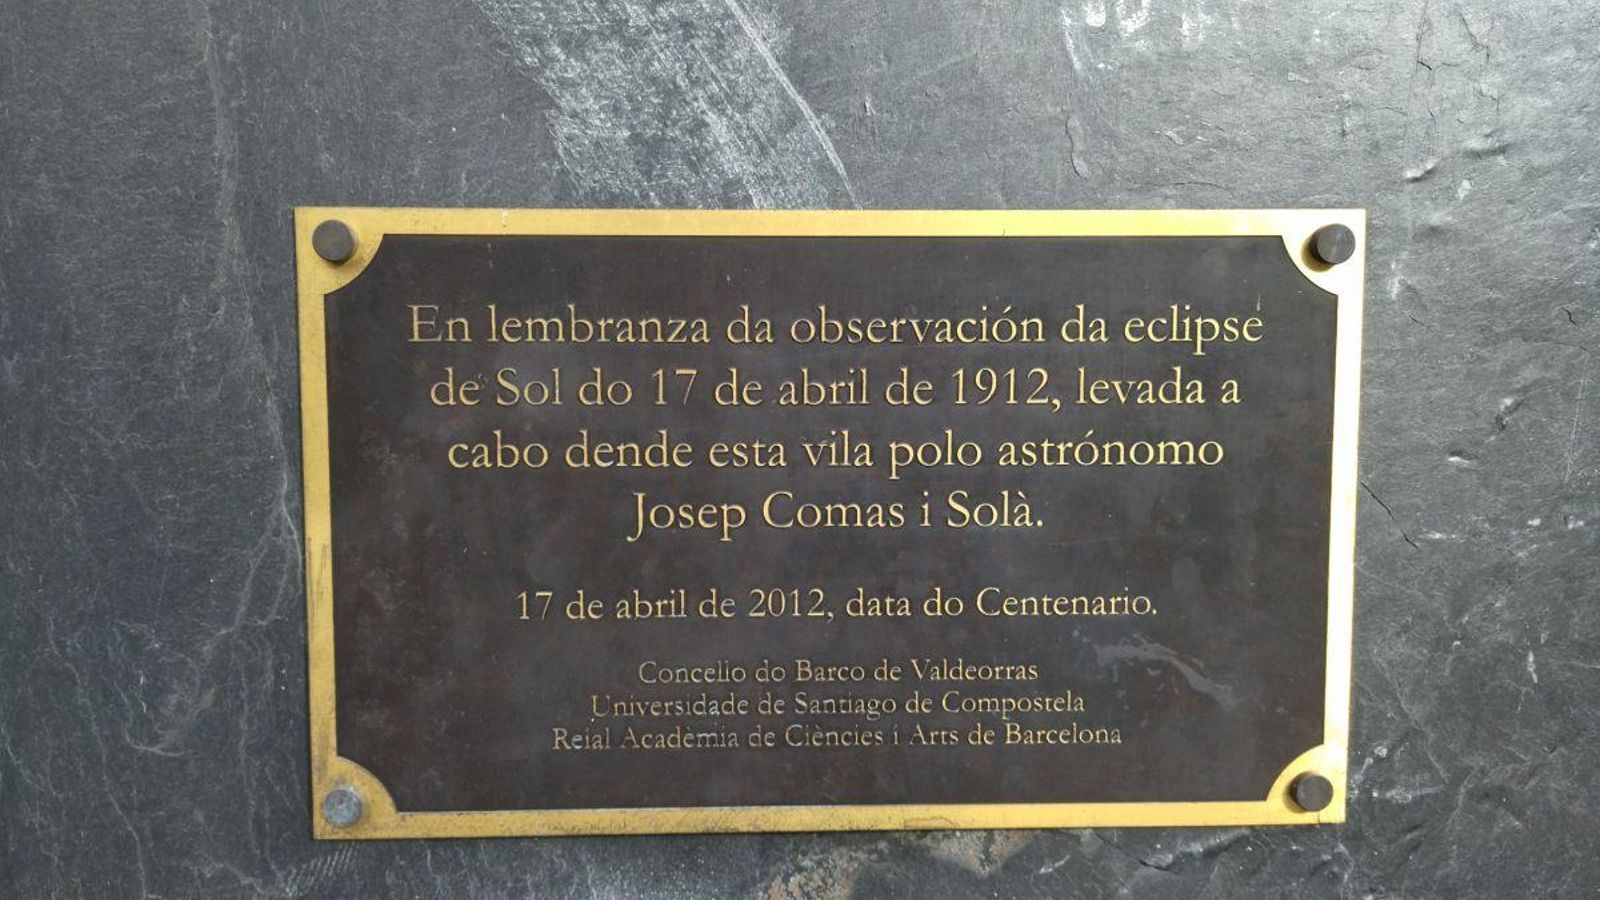 En lembranza da observación da eclipse
de Sol do 17 de abril de 1912, levada a
cabo dende esta vila polo astrónomo
Josep Comas i Solà.
17 de abril de 2012, data do Centenario.
Concello do Barco de Valdeorras
Universidade de Santiago de Compostela
Reial Acadèmia de Ciències i Arts de Barcelona